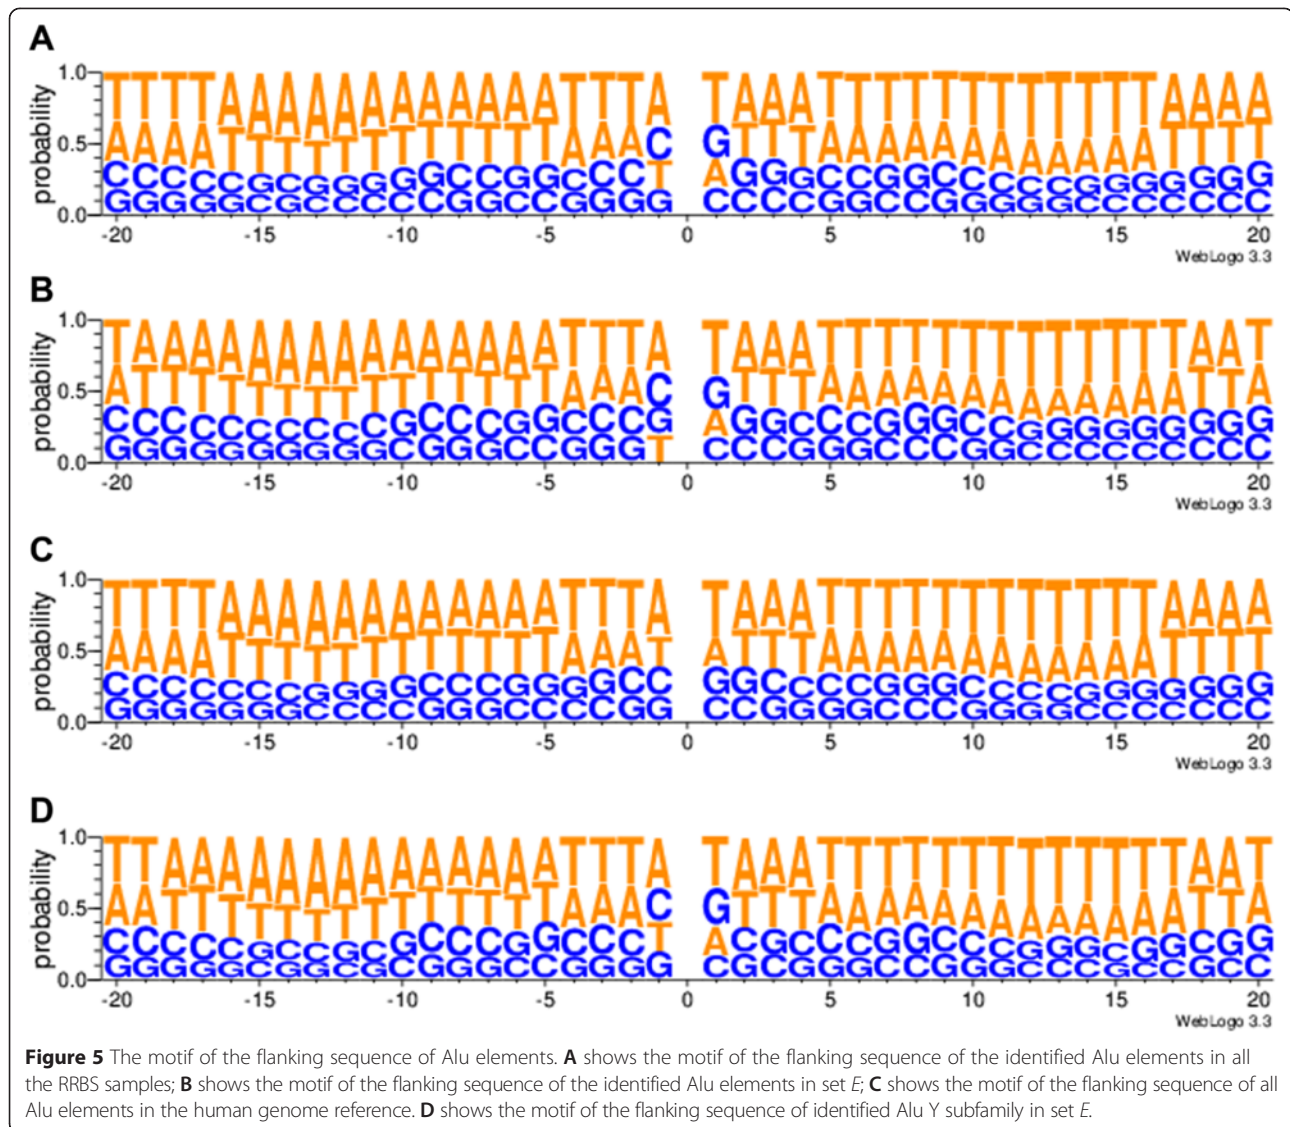 A
probability
1.0
0.5
0.0
-20 -15 -10 -5 0 5 10 15 20
WebLogo 3.3
B
probability
1.0
0.5
0.0
-20 -15 -10 -5 0 5 10 15 20
WebLogo 3.3
C
probability
1.0
0.5
0.0
-20 -15 -10 -5 0 5 10 15 20
WebLogo 3.3
D
probability
1.0
0.5
0.0
-20 -15 -10 -5 0 5 10 15 20
WebLogo 3.3
Figure 5 The motif of the flanking sequence of Alu elements. A shows the motif of the flanking sequence of the identified Alu elements in all
the RRBS samples; B shows the motif of the flanking sequence of the identified Alu elements in set E; C shows the motif of the flanking sequence of all
Alu elements in the human genome reference. D shows the motif of the flanking sequence of identified Alu Y subfamily in set E.